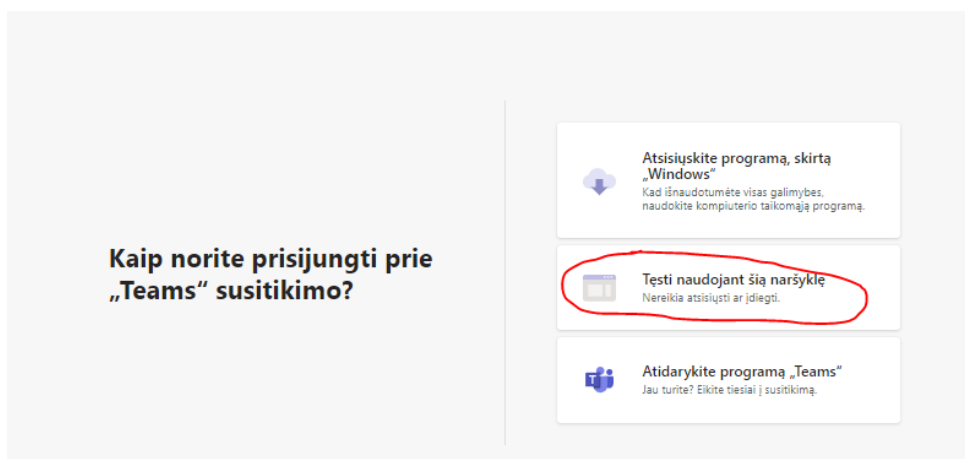 Kaip norite prisijungti prie
„Teams“ susitikimo?
Atsisiųskite programą, skirtą
„Windows“
Kad išnaudotumėte visas galimybes,
naudokite kompiuterio taikomąją programą.
Tęsti naudojant šią naršyklę
Nereikia atsisiųsti ar įdiegti.
Atidarykite programą „Teams“
Jau turite? Eikite tiesiai į susitikimą.